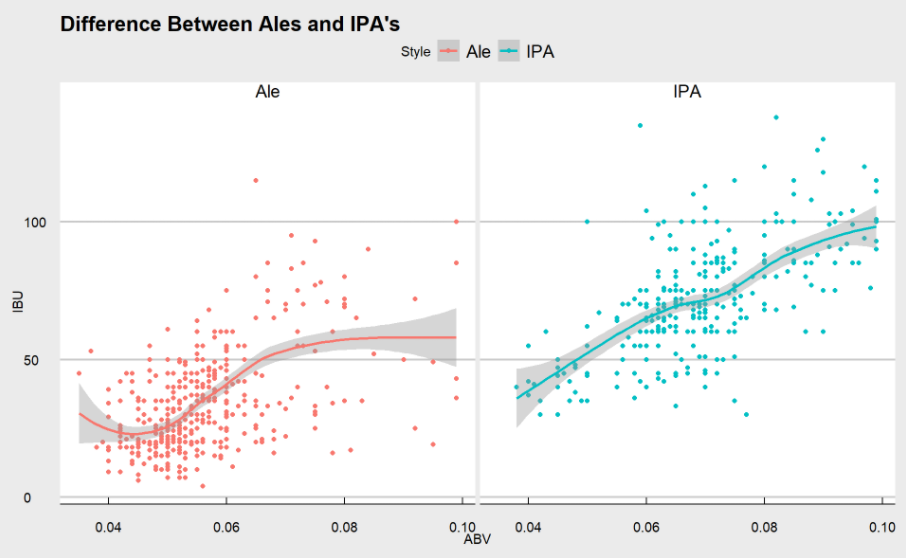 Difference Between Ales and IPA's
Style Ale IPA
Ale IPA
IBU
100
50
0
0.04 0.06 0.08 0.10 0.04 0.06 0.08 0.10
ABV